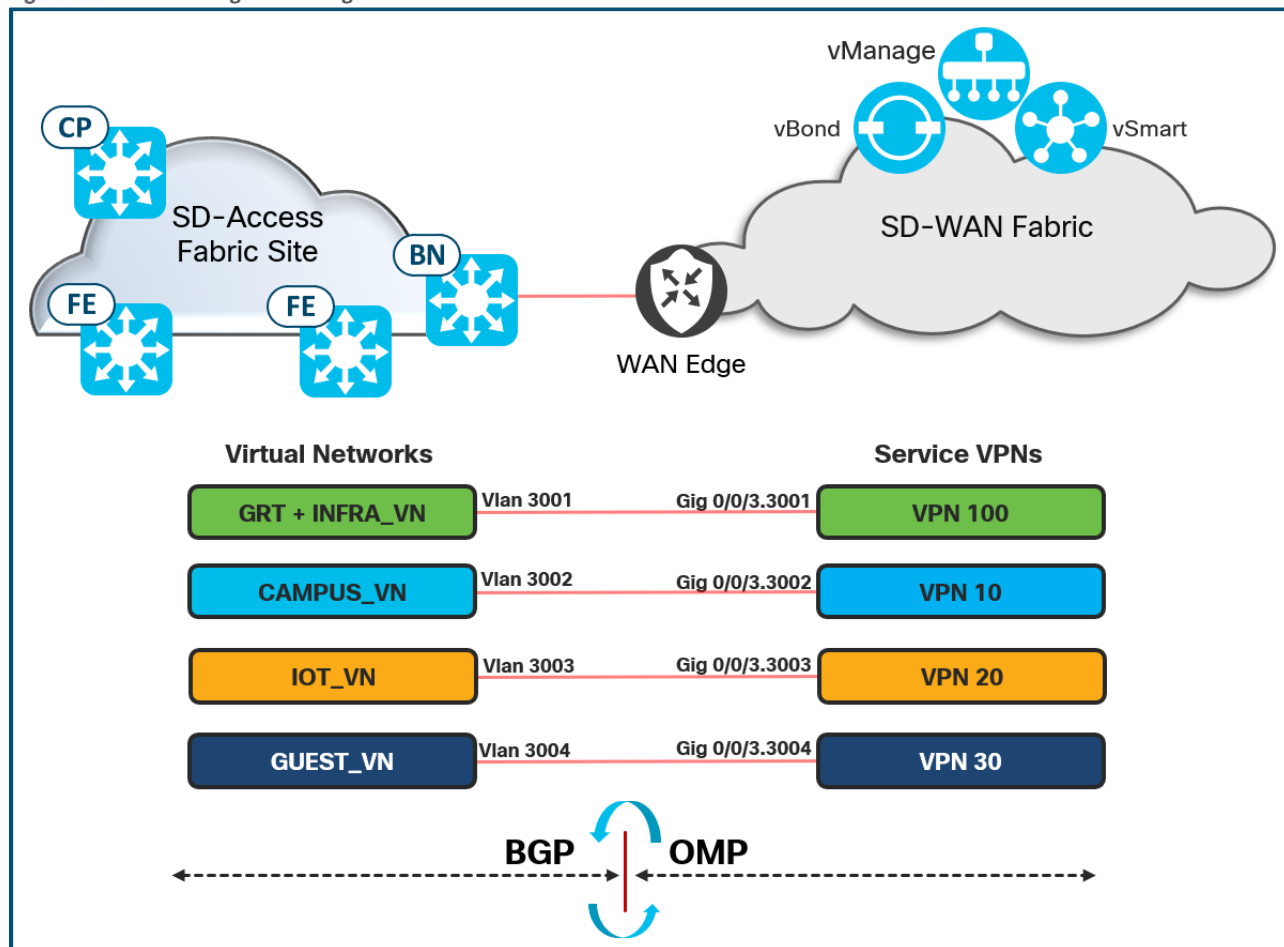 vManage
vBond
vSmart
CP
SD-Access
Fabric Site
BN
FE
FE
SD-WAN Fabric
WAN Edge
Virtual Networks
Service VPNs
GRT + INFRA_VN
Vlan 3001
Gig 0/0/3.3001
VPN 100
CAMPUS_VN
Vlan 3002
Gig 0/0/3.3002
VPN 10
IOT_VN
Vlan 3003
Gig 0/0/3.3003
VPN 20
GUEST_VN
Vlan 3004
Gig 0/0/3.3004
VPN 30
BGP
OMP